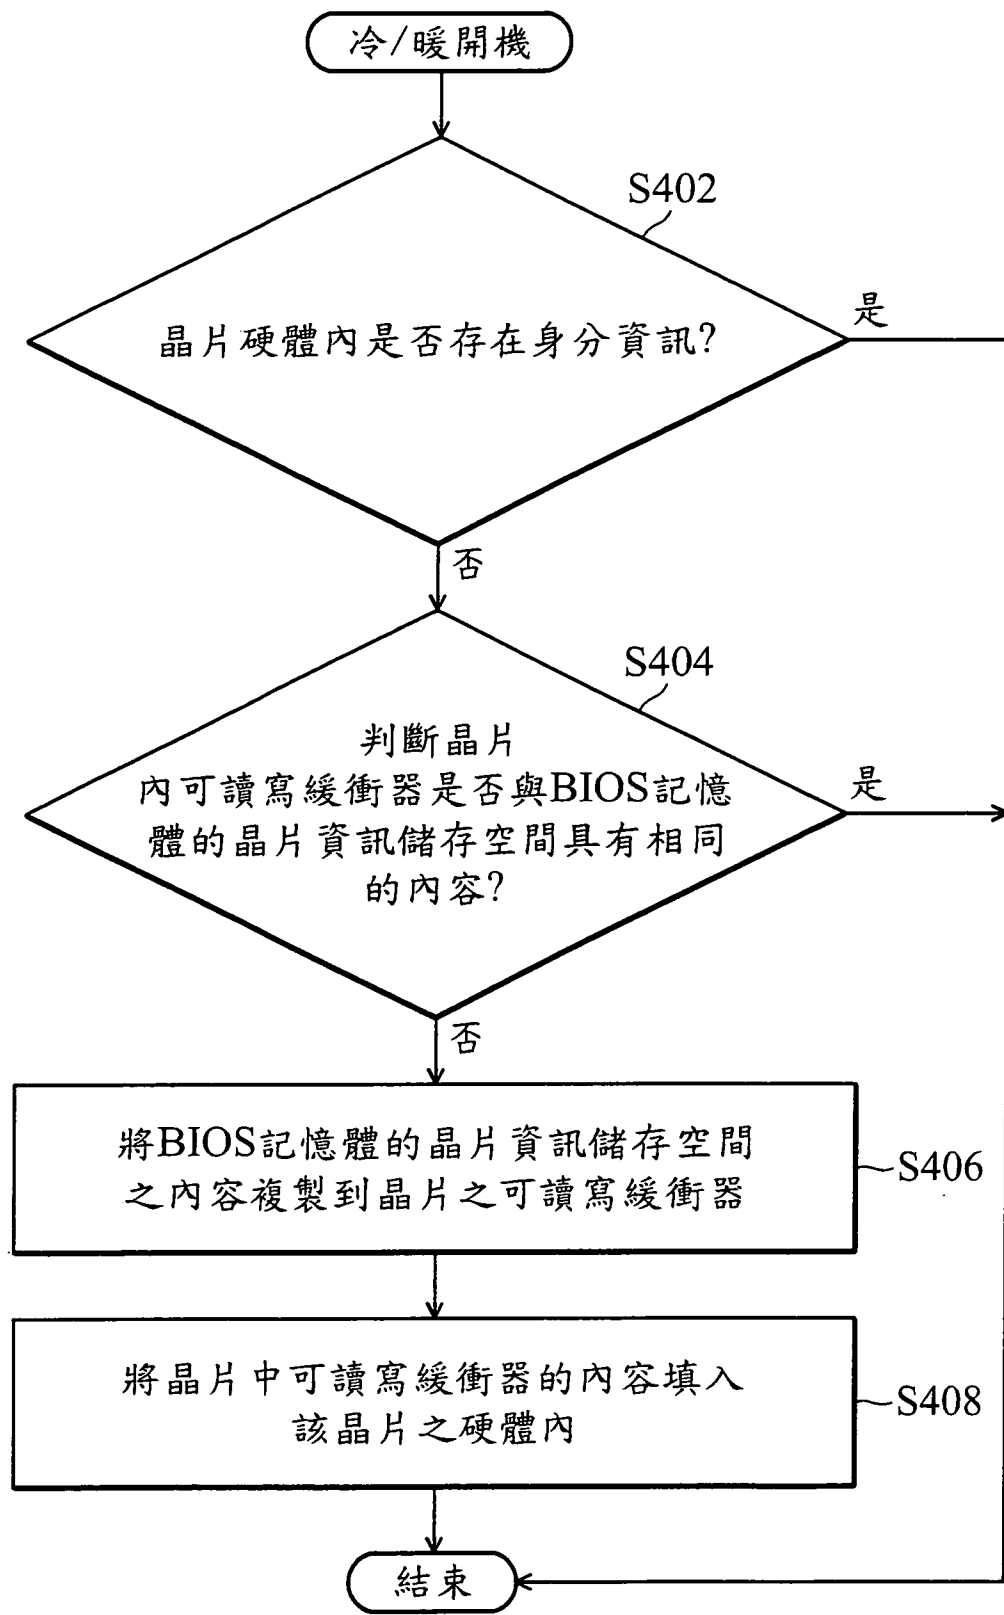 冷/暖開機
S402
晶片硬體內是否存在身分資訊?
是
否
S404
判斷晶片
內可讀寫緩衝器是否與BIOS記憶
體的晶片資訊儲存空間具有相同
的內容?
是
否
將BIOS記憶體的晶片資訊儲存空間
之內容複製到晶片之可讀寫緩衝器
S406
將晶片中可讀寫緩衝器的內容填入
該晶片之硬體內
S408
結束